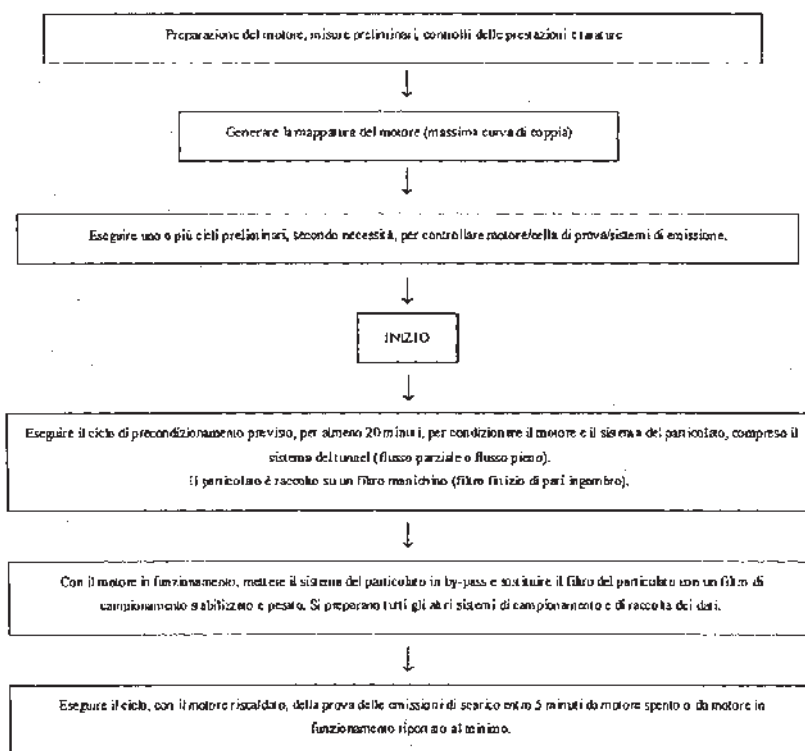 Preparazione del motore, misure preliminari, controlli delle prestazioni e tarature
Generare la mappatura del motore (massima curva di coppia)
Eseguire uno o più cicli preliminari, secondo necessità, per controllare motore/cella di prova/sistemi di emissione.
INIZIO
Eseguire il ciclo di precondizionamento previsto, per almeno 20 minuti, per condizionare il motore e il sistema del particolato, compreso il
sistema del tunnel (flusso parziale o flusso pieno).
Il particolato è raccolto su un filtro manichino (filtro fittizio di pari ingombro).
Con il motore in funzionamento, mettere il sistema del particolato in by-pass e sostituire il filtro del particolato con un filtro di
campionamento stabilizzato e pesato. Si preparano tutti gli altri sistemi di campionamento e di raccolta dei dati.
Eseguire il ciclo, con il motore riscaldato, della prova delle emissioni di scarico entro 5 minuti da motore spento o da motore in
funzionamento riportato al minimo.